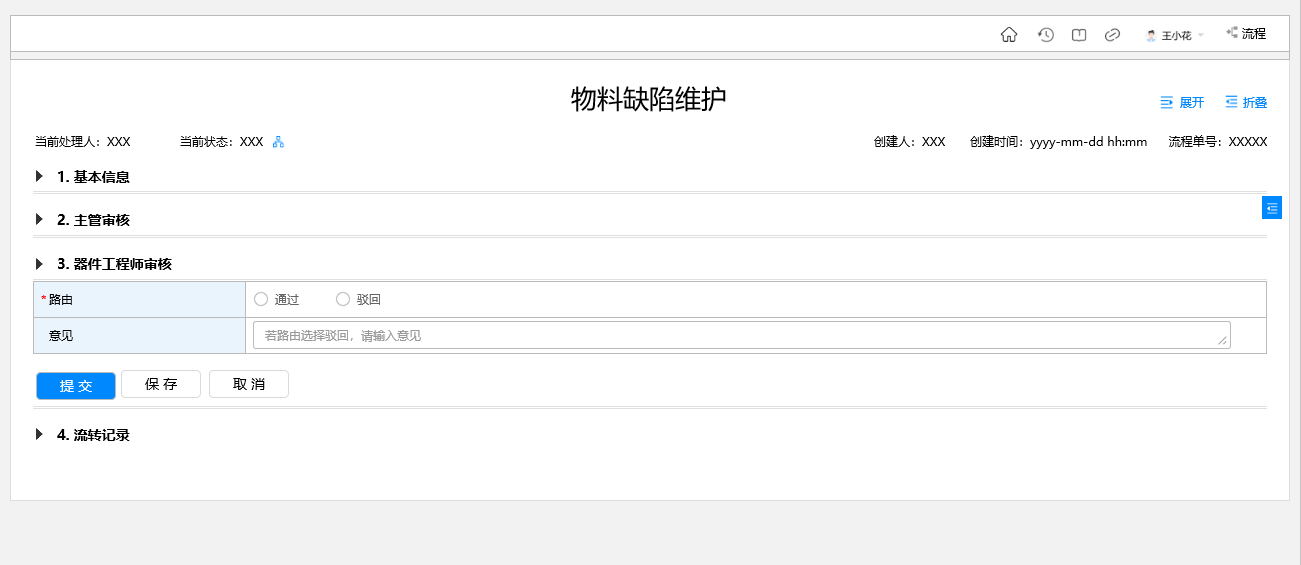 王小花 流程
物料缺陷维护
展开 折叠
当前处理人：XXX 当前状态：XXX 创建人：XXX 创建时间：yyyy-mm-dd hh:mm 流程单号：XXXXX
1. 基本信息
2. 主管审核
3. 器件工程师审核
*路由 通过 驳回
意见 若路由选择驳回，请输入意见
提 交 保 存 取 消
4. 流转记录